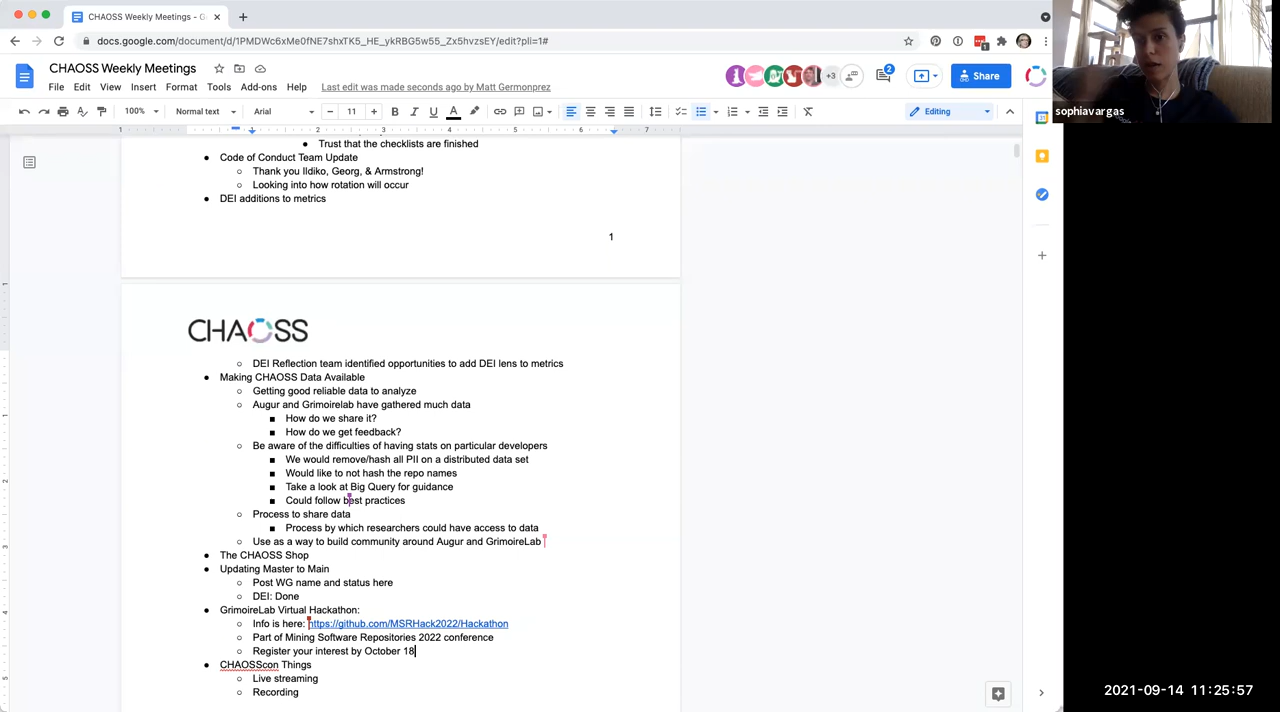 CHAOSS Weekly Meetings - G
docs.google.com/document/d/1PMDWc6xMe0fNE7shxTK5_HE_ykRBG5w55_Zx5hvzsEY/edit?pli=1#
CHAOSS Weekly Meetings
File Edit View Insert Format Tools Add-ons Help Last edit was made seconds ago by Matt Germonprez
+3 2 Share
sophiavargas
100% Normal text Arial 11 Editing
1 1 2 3 4 5 6 7
Trust that the checklists are finished
Code of Conduct Team Update
Thank you Ildiko, Georg, & Armstrong!
Looking into how rotation will occur
DEI additions to metrics
1
CHAOSS
DEI Reflection team identified opportunities to add DEI lens to metrics
Making CHAOSS Data Available
Getting good reliable data to analyze
Augur and Grimoirelab have gathered much data
How do we share it?
How do we get feedback?
Be aware of the difficulties of having stats on particular developers
We would remove/hash all PII on a distributed data set
Would like to not hash the repo names
Take a look at Big Query for guidance
Could follow best practices
Process to share data
Process by which researchers could have access to data
Use as a way to build community around Augur and GrimoireLab
The CHAOSS Shop
Updating Master to Main
Post WG name and status here
DEI: Done
GrimoireLab Virtual Hackathon:
Info is here: https://github.com/MSRHack2022/Hackathon
Part of Mining Software Repositories 2022 conference
Register your interest by October 18
CHAOSScon Things
Live streaming
Recording
2021-09-14 11:25:57